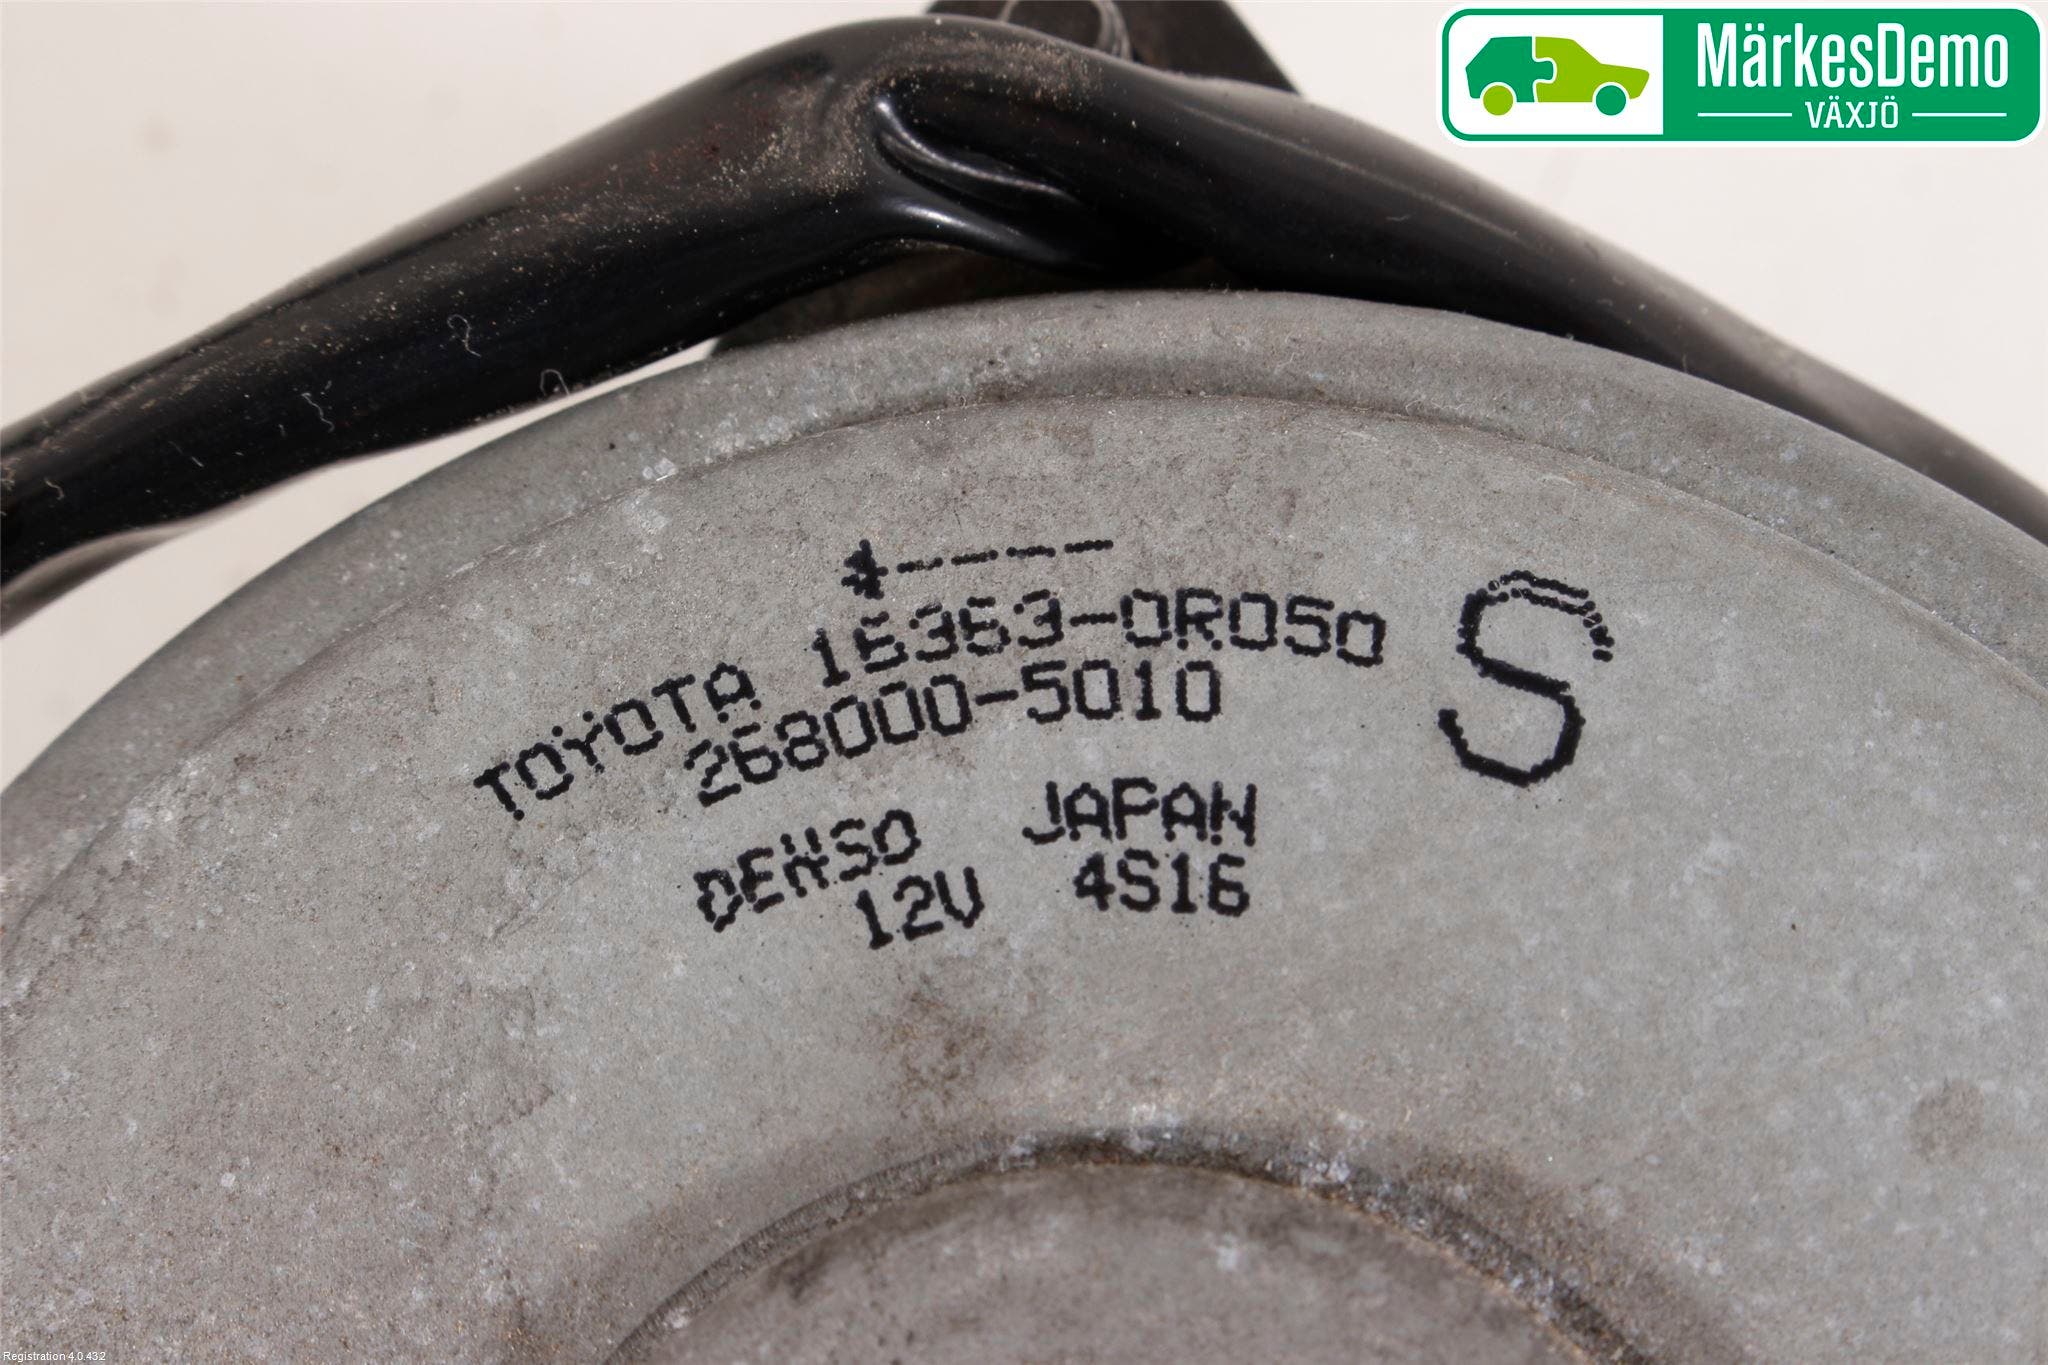 MärkesDemo
VÄXJÖ
TOYOTA 16363-0R050
268000-5010
S
DENSO JAPAN
12V 4S16
Registration 4.0.432